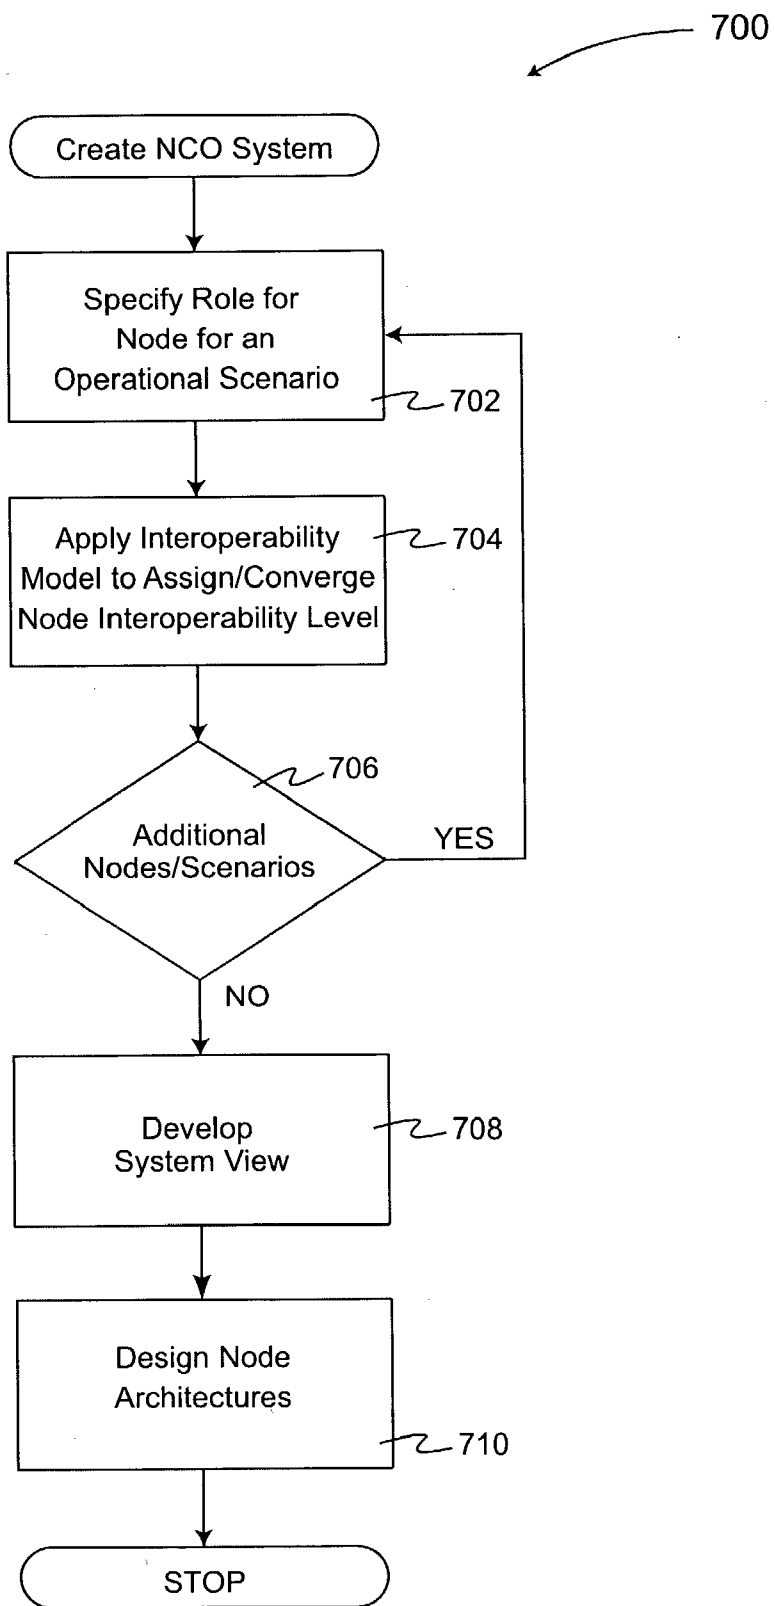 700
Create NCO System
Specify Role for
Node for an
Operational Scenario
702
Apply Interoperability
Model to Assign/Converge
Node Interoperability Level
704
706
Additional
Nodes/Scenarios
YES
NO
Develop
System View
708
Design Node
Architectures
710
STOP